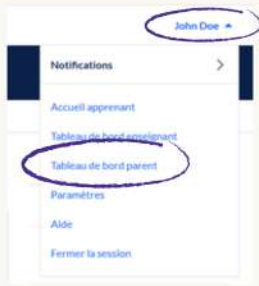 John Doe
Notifications
Accueil apprenant
Tableau de bord enseignant
Tableau de bord parent
Paramètres
Aide
Fermer la session